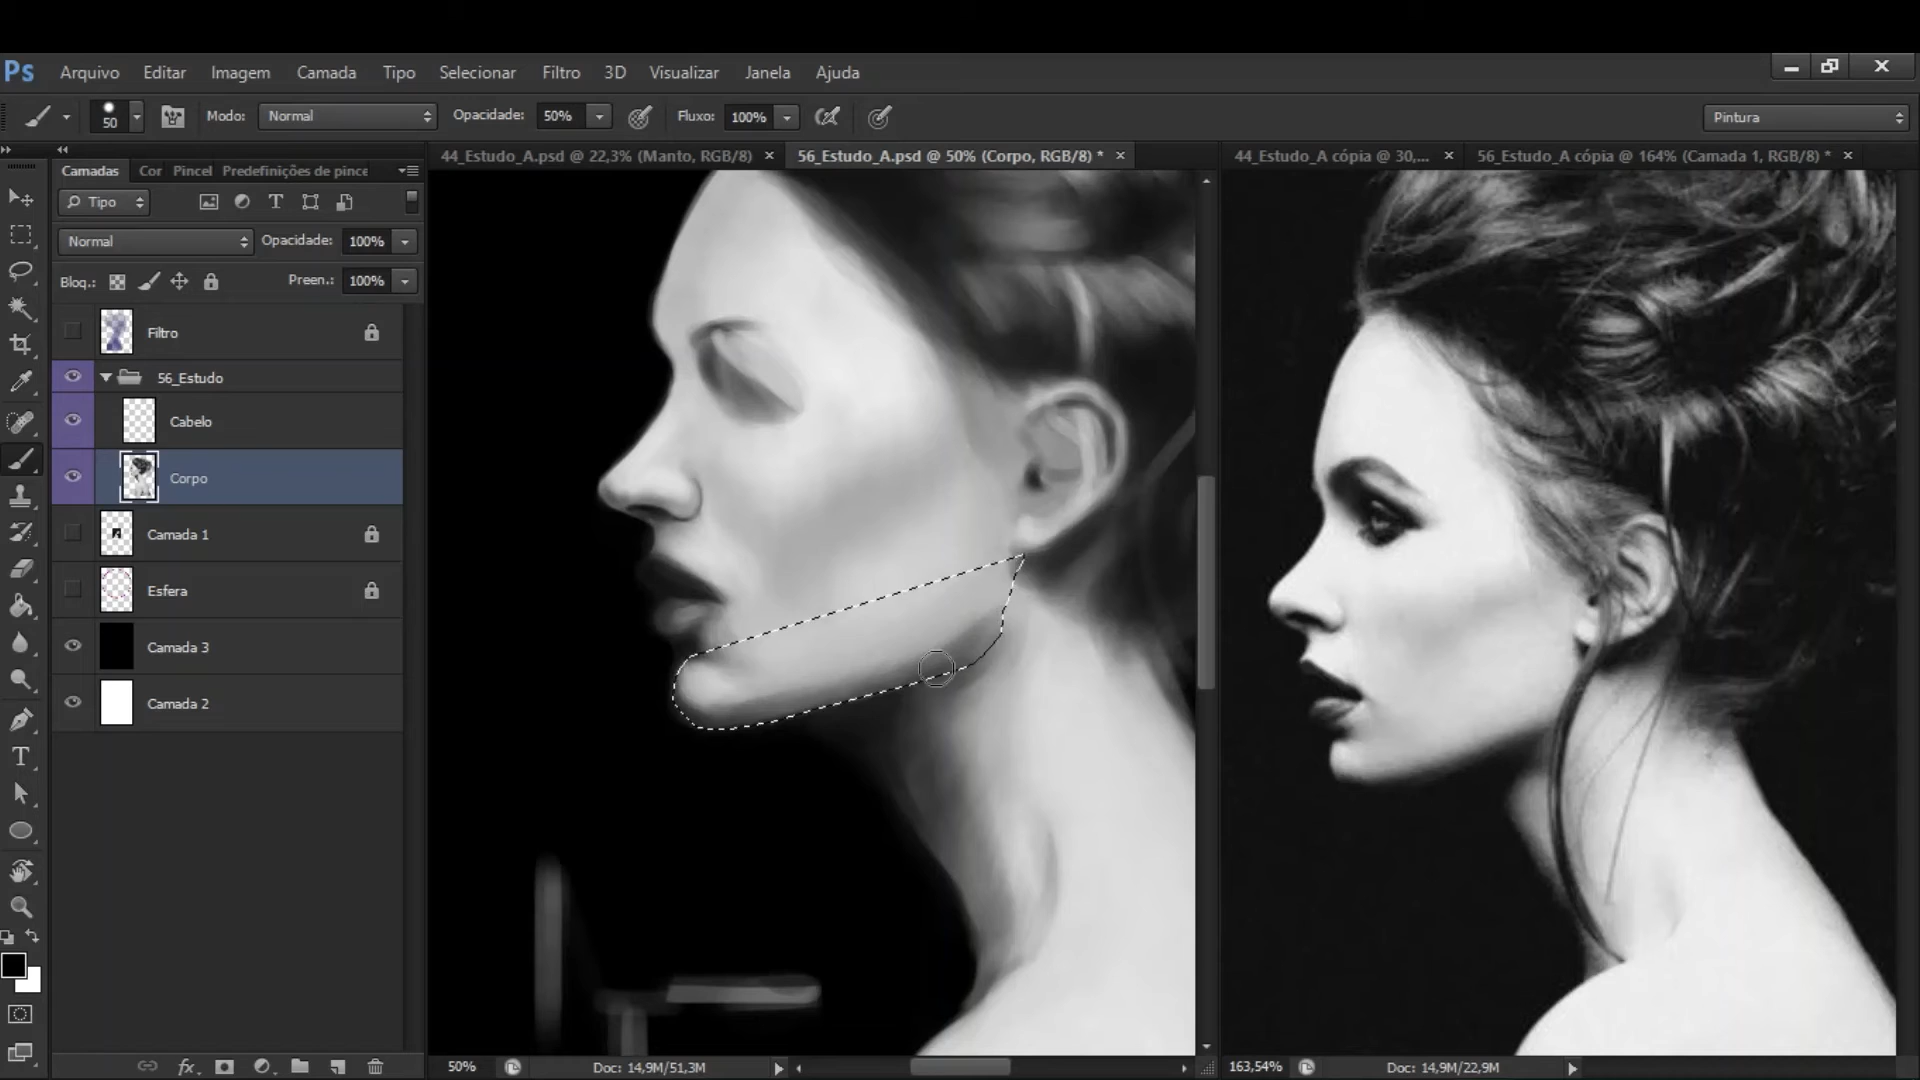 Ps Arquivo Editar Imagem Camada Tipo Selecionar Filtro 3D Visualizar Janela Ajuda
50 Modo: Normal Opacidade: 50% Fluxo: 100% Pintura
Camadas Cor Pincel Predefinições de pince
44_Estudo_A.psd @ 22,3% (Manto, RGB/8) 56_Estudo_A.psd @ 50% (Corpo, RGB/8) *
44_Estudo_A cópia @ 30,... 56_Estudo_A cópia @ 164% (Camada 1, RGB/8) *
Tipo
Normal Opacidade: 100%
Bloq.: Preen.: 100%
Filtro
56_Estudo
Cabelo
Corpo
Camada 1
Esfera
Camada 3
Camada 2
T
fx
50% Doc: 14,9M/51,3M
163,54% Doc: 14,9M/22,9M